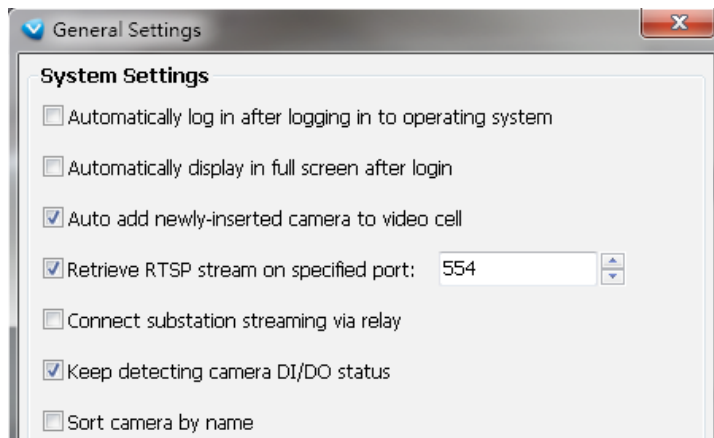 General Settings
System Settings
Automatically log in after logging in to operating system
Automatically display in full screen after login
Auto add newly-inserted camera to video cell
Retrieve RTSP stream on specified port: 554
Connect substation streaming via relay
Keep detecting camera DI/DO status
Sort camera by name